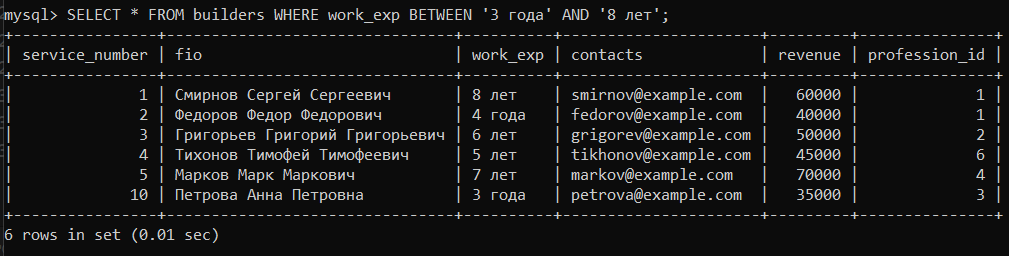 mysql> SELECT * FROM builders WHERE work_exp BETWEEN '3 года' AND '8 лет';
+----------------+-----------------------------+----------+----------------------+---------+---------------+
| service_number | fio                         | work_exp | contacts             | revenue | profession_id |
+----------------+-----------------------------+----------+----------------------+---------+---------------+
|              1 | Смирнов Сергей Сергеевич    | 8 лет    | smirnov@example.com  |   60000 |             1 |
|              2 | Федоров Федор Федорович     | 4 года   | fedorov@example.com  |   40000 |             1 |
|              3 | Григорьев Григорий Григорьевич | 6 лет    | grigorev@example.com |   50000 |             2 |
|              4 | Тихонов Тимофей Тимофеевич  | 5 лет    | tikhonov@example.com |   45000 |             6 |
|              5 | Марков Марк Маркович        | 7 лет    | markov@example.com   |   70000 |             4 |
|             10 | Петрова Анна Петровна       | 3 года   | petrova@example.com  |   35000 |             3 |
+----------------+-----------------------------+----------+----------------------+---------+---------------+
6 rows in set (0.01 sec)